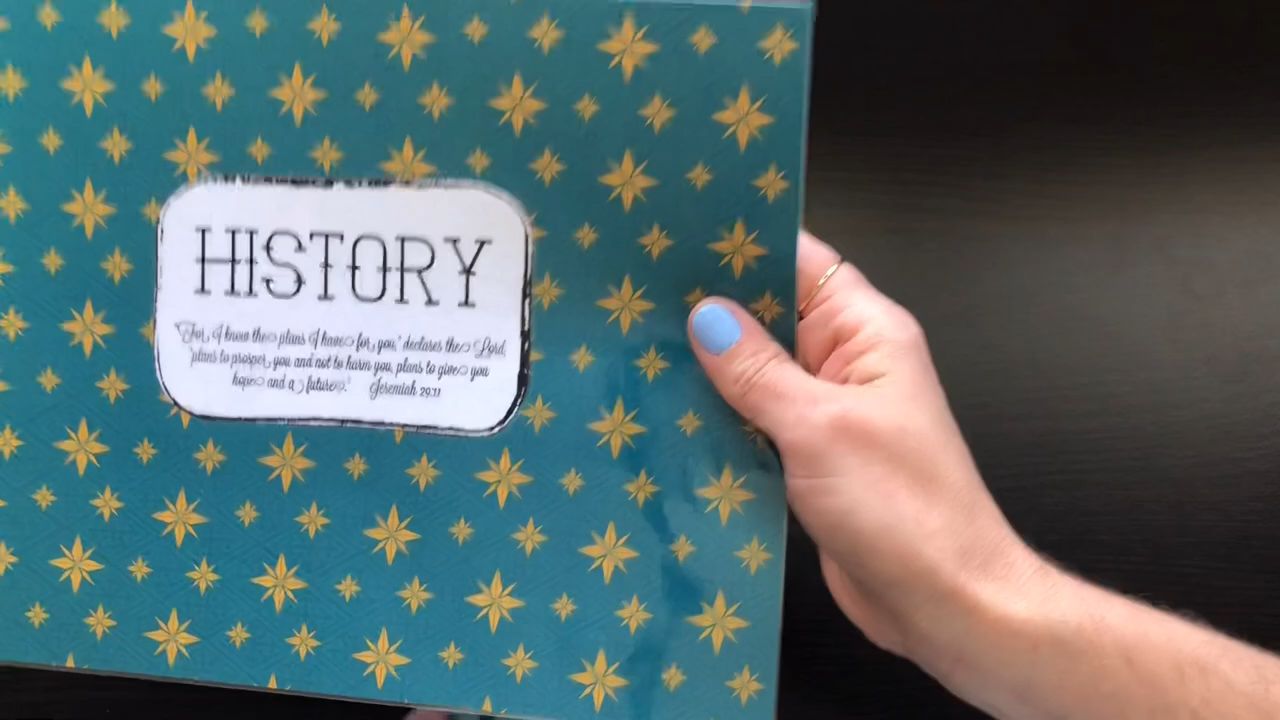 HISTORY
"For, I know the plans I have for you," declares the Lord,
"plans to prosper you and not to harm you, plans to give you
hope and a future."   Jeremiah 29:11